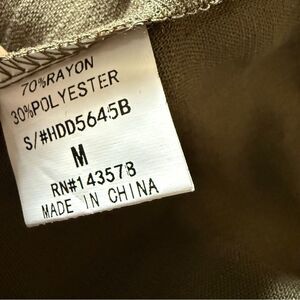 70%RAYON
30%POLYESTER
S/#HDD5645B
M
RN#143578
MADE IN CHINA